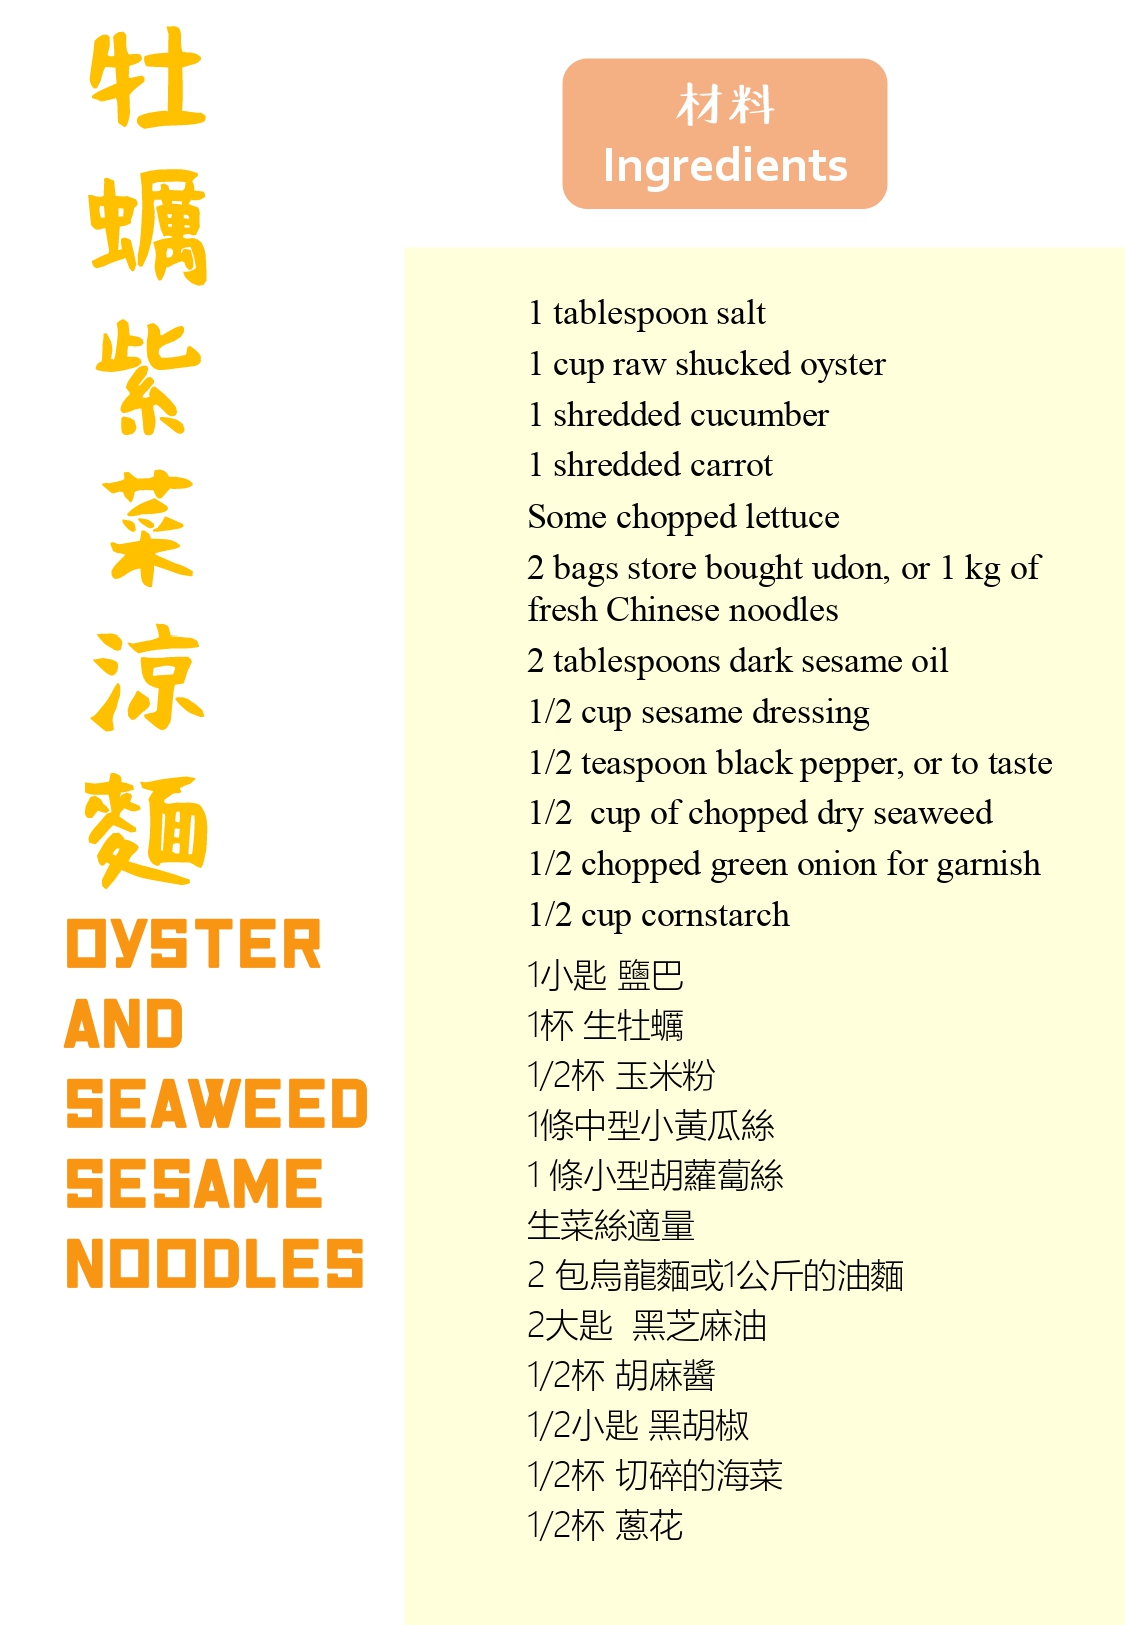 牡
蠣
紫
菜
涼
麵
OYSTER
AND
SEAWEED
SESAME
NOODLES
材料
Ingredients
1 tablespoon salt
1 cup raw shucked oyster
1 shredded cucumber
1 shredded carrot
Some chopped lettuce
2 bags store bought udon, or 1 kg of
fresh Chinese noodles
2 tablespoons dark sesame oil
1/2 cup sesame dressing
1/2 teaspoon black pepper, or to taste
1/2  cup of chopped dry seaweed
1/2 chopped green onion for garnish
1/2 cup cornstarch
1小匙 鹽巴
1杯 生牡蠣
1/2杯 玉米粉
1條中型小黃瓜絲
1 條小型胡蘿蔔絲
生菜絲適量
2 包烏龍麵或1公斤的油麵
2大匙  黑芝麻油
1/2杯 胡麻醬
1/2小匙 黑胡椒
1/2杯 切碎的海菜
1/2杯 蔥花